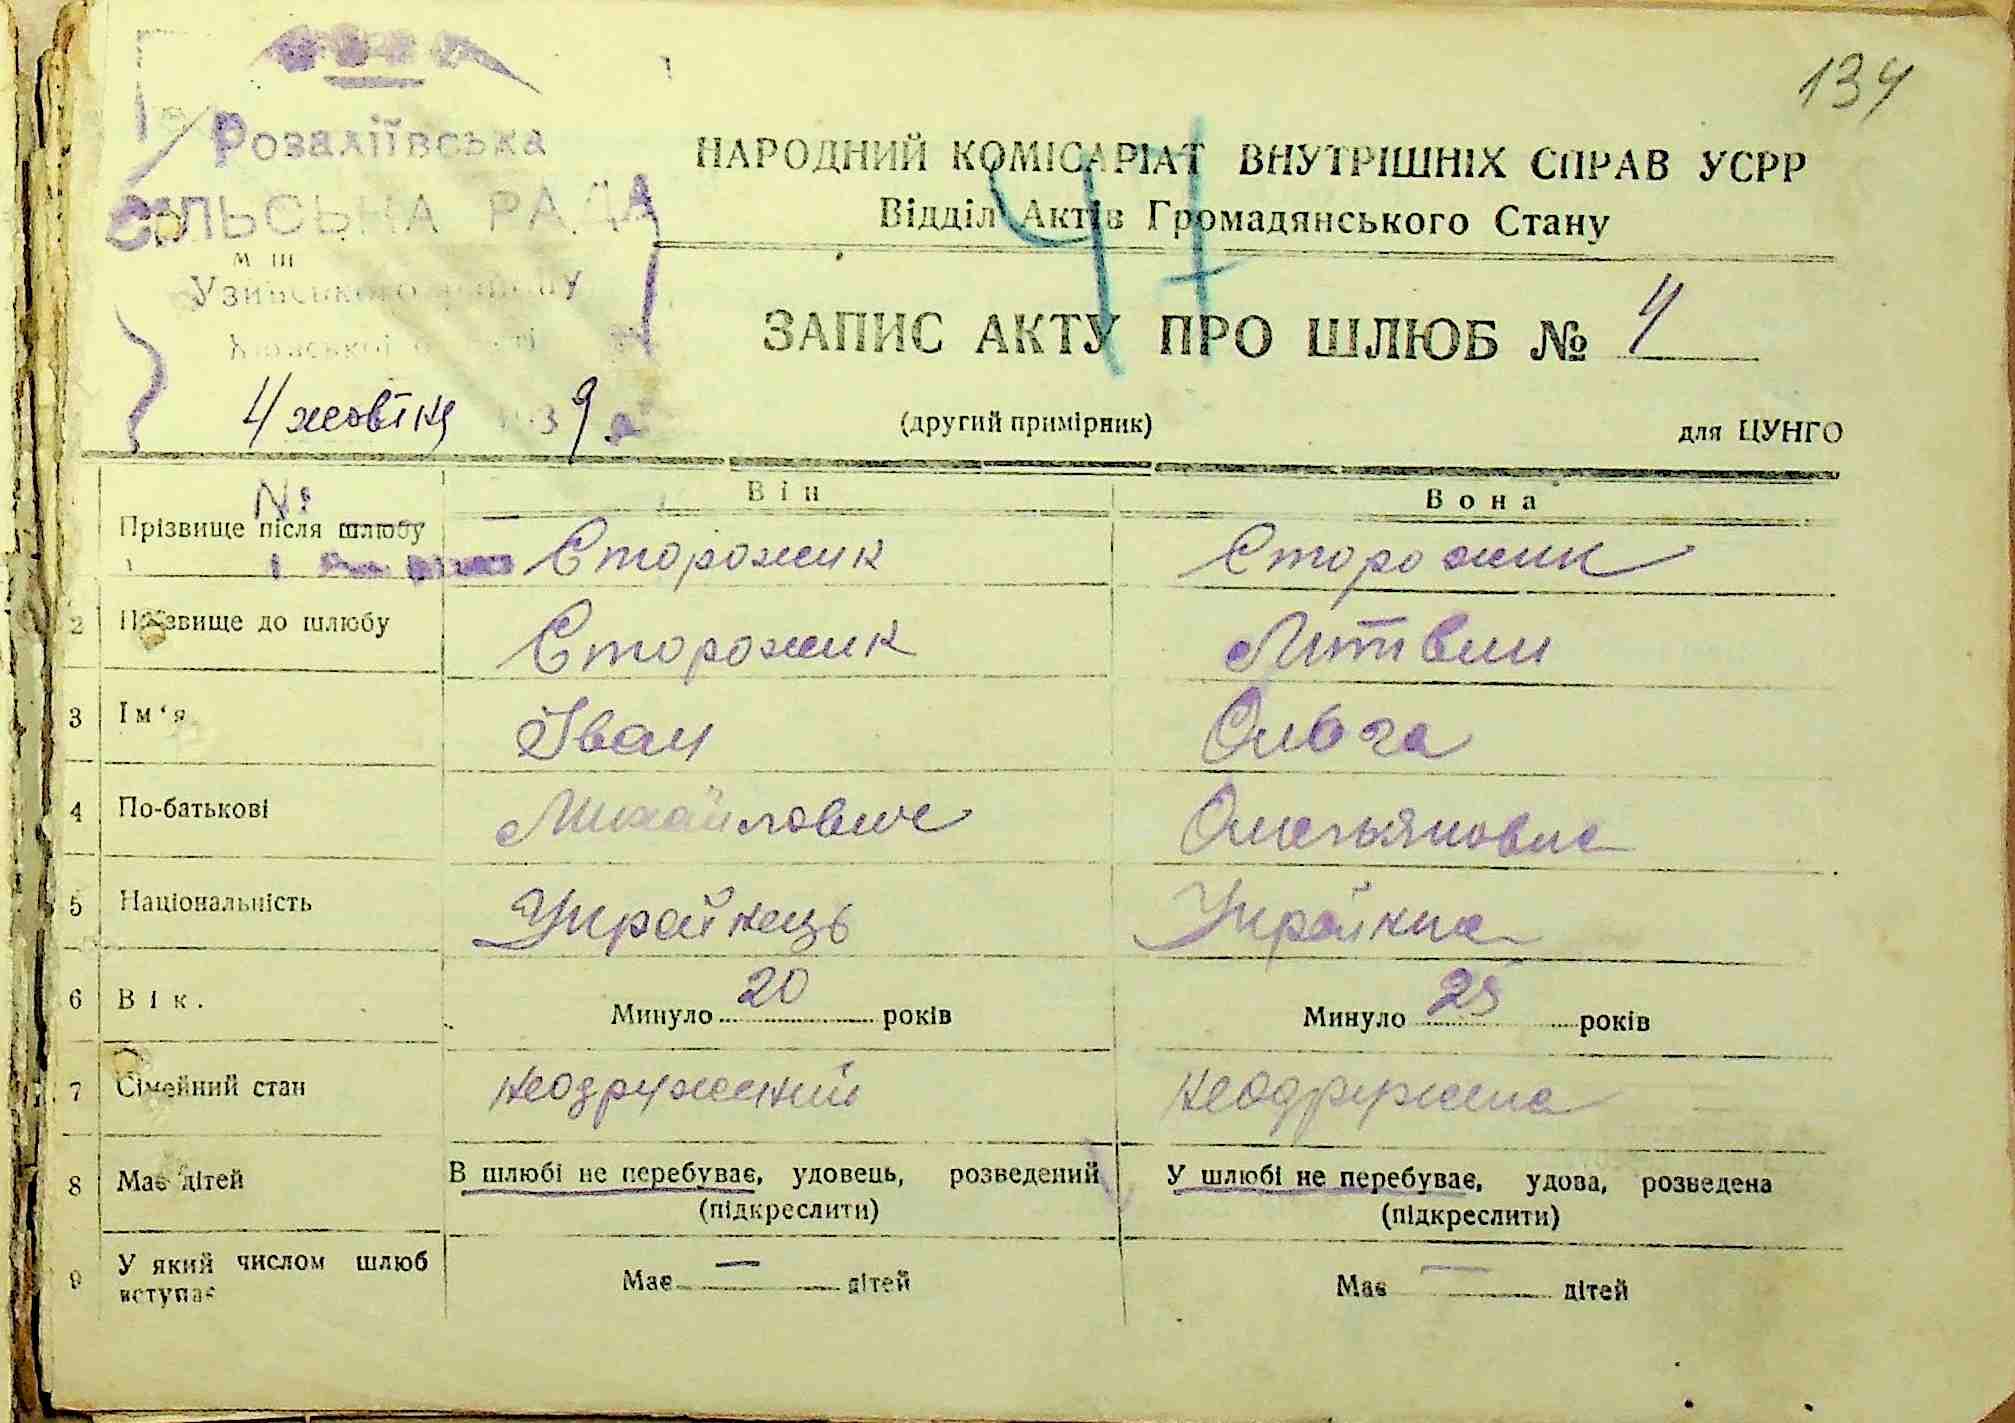 134
Розаліївська
СІЛЬСЬКА РАДА
НАРОДНИЙ КОМІСАРІАТ ВНУТРІШНІХ СПРАВ УСРР
Відділ Актів Громадянського Стану
47
ЗАПИС АКТУ ПРО ШЛЮБ № 4
4 жовтня 1939 р
(другий примірник)
для ЦУНГО
№
Він
Вона
Прізвище після шлюбу
Сторожик
Сторожик
2 Прізвище до шлюбу
Сторожик
Литвин
3 Ім'я
Іван
Ольга
4 По-батькові
Михайлович
Омельяновна
5 Національність
Українець
Українка
6 Вік.
Минуло 20 років
Минуло 25 років
7 Сімейний стан
неодружений
неодружена
8 Має дітей
В шлюбі не перебуває, удовець, розведений
(підкреслити)
У шлюбі не перебуває, удова, розведена
(підкреслити)
9 У який числом шлюб
вступає
Має — дітей
Має — дітей